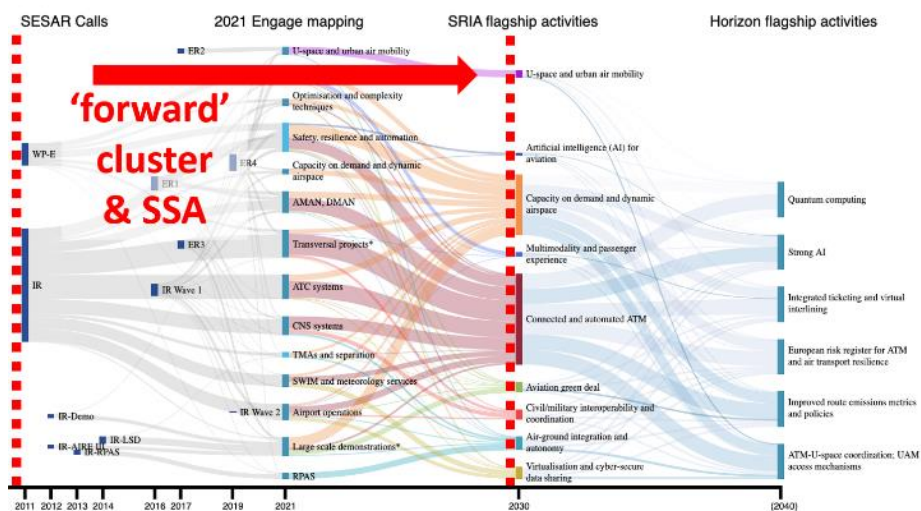 SESAR Calls
2021 Engage mapping
SRIA flagship activities
Horizon flagship activities
ER2
U-space and urban air mobility
U-space and urban air mobility
'forward'
cluster
& SSA
Optimisation and complexity
techniques
WP-E
Safety, resilience and automation
ER4
Capacity on demand and dynamic
airspace
ER1
AMAN, DMAN
ER3
Transversal projects*
IR
IR Wave 1
ATC systems
CNS systems
TMAs and separation
SWIM and meteorology services
IR Wave 2
Airport operations
IR-Demo
IR-LSD
IR-AIRE III
IR-RPAS
Large scale demonstrations*
RPAS
Artificial intelligence (AI) for
aviation
Capacity on demand and dynamic
airspace
Multimodality and passenger
experience
Connected and automated ATM
Aviation green deal
Civil/military interoperability and
coordination
Air-ground integration and
autonomy
Virtualisation and cyber-secure
data sharing
Quantum computing
Strong AI
Integrated ticketing and virtual
interlining
European risk register for ATM
and air transport resilience
Improved route emissions metrics
and policies
ATM-U-space coordination; UAM
access mechanisms
2011 2012 2013 2014 2016 2017 2019 2021 2030 [2040]